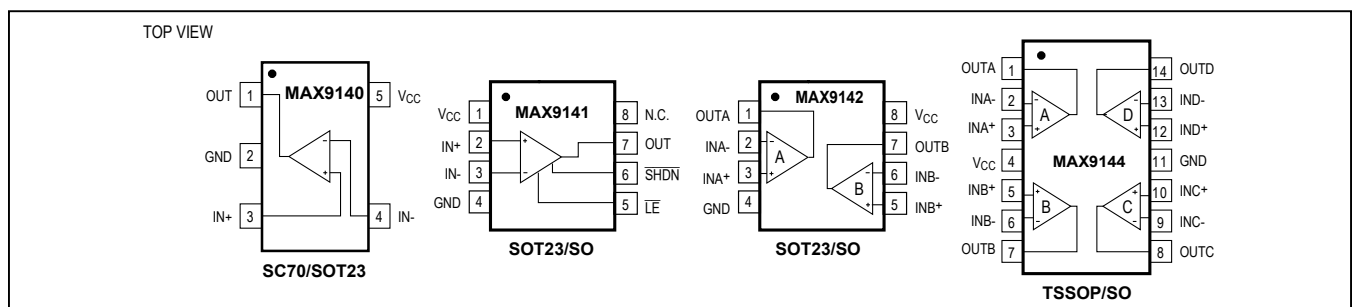 TOP VIEW
MAX9140
OUT 1
GND 2
IN+ 3
5 VCC
4 IN-
SC70/SOT23
MAX9141
VCC 1
IN+ 2
IN- 3
GND 4
8 N.C.
7 OUT
6 SHDN
5 LE
SOT23/SO
MAX9142
OUTA 1
INA- 2
INA+ 3
GND 4
8 VCC
7 OUTB
6 INB-
5 INB+
A
B
SOT23/SO
OUTA 1
INA- 2
INA+ 3
VCC 4
INB+ 5
INB- 6
OUTB 7
14 OUTD
13 IND-
12 IND+
11 GND
10 INC+
9 INC-
8 OUTC
A
D
MAX9144
B
C
TSSOP/SO